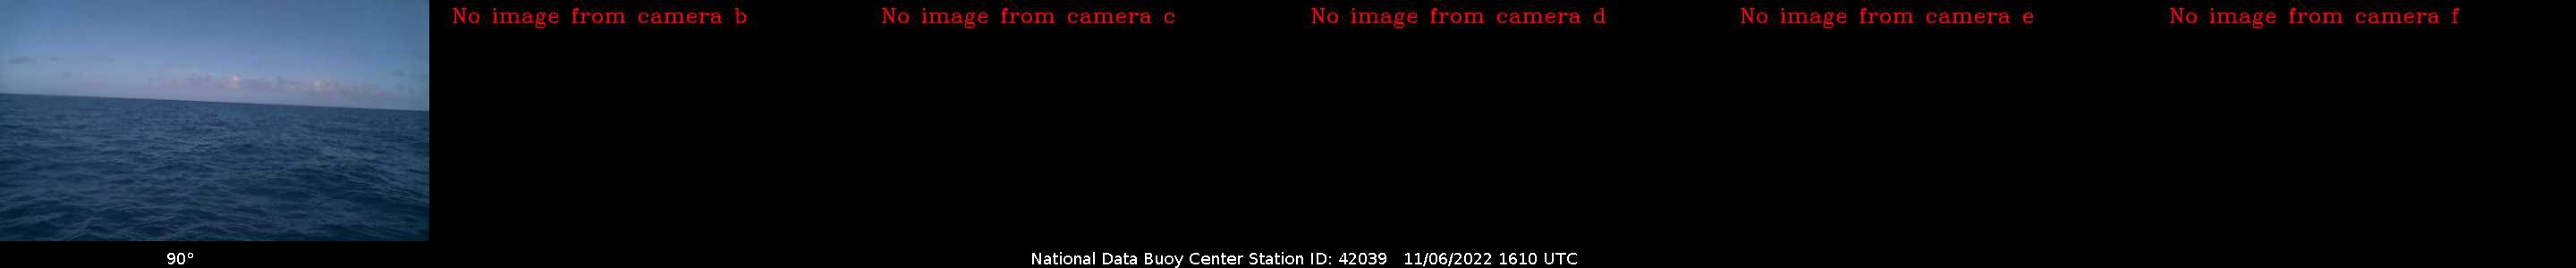 No image from camera b
No image from camera c
No image from camera d
No image from camera e
No image from camera f
90°
National Data Buoy Center Station ID: 42039   11/06/2022 1610 UTC